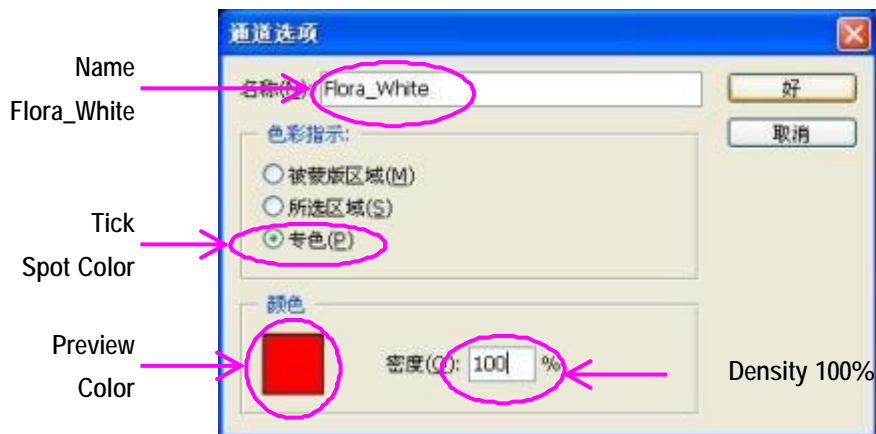 通道选项
Name
Flora_White
名称(N): Flora_White
好
色彩指示:
取消
被蒙版区域(M)
所选区域(S)
Tick
Spot Color
专色(P)
颜色
Preview
Color
密度(O): 100 %
Density 100%